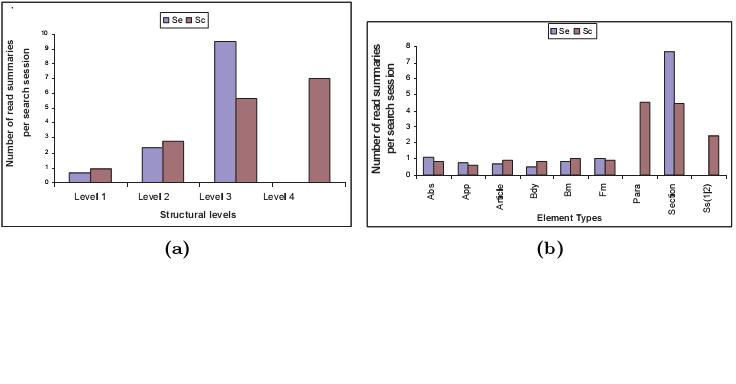 Se Sc
Number of read summaries
per search session
10
9
8
7
6
5
4
3
2
1
0
Level 1 Level 2 Level 3 Level 4
Structural levels
(a)
Se Sc
Number of read summaries
per search session
8
7
6
5
4
3
2
1
0
Abs App Article Bdy Bm Fm Para Section Ss(1|2)
Element Types
(b)